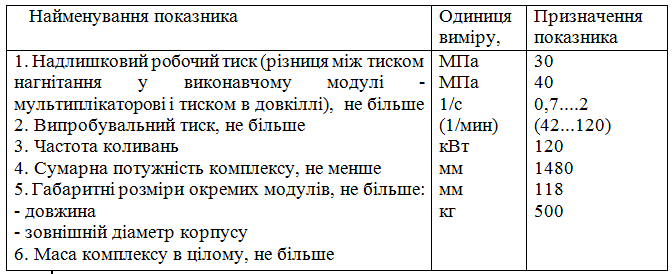 Найменування показника Одиниця виміру, Призначення показника
1. Надлишковий робочий тиск (різниця між тиском МПа 30
нагнітання у виконавчому модулі - МПа 40
мультиплікаторові і тиском в довкіллі), не більше 1/с 0,7....2
2. Випробувальний тиск, не більше (1/мин) (42...120)
3. Частота коливань кВт 120
4. Сумарна потужність комплексу, не менше мм 1480
5. Габаритні розміри окремих модулів, не більше: мм 118
- довжина кг 500
- зовнішній діаметр корпусу
6. Маса комплексу в цілому, не більше